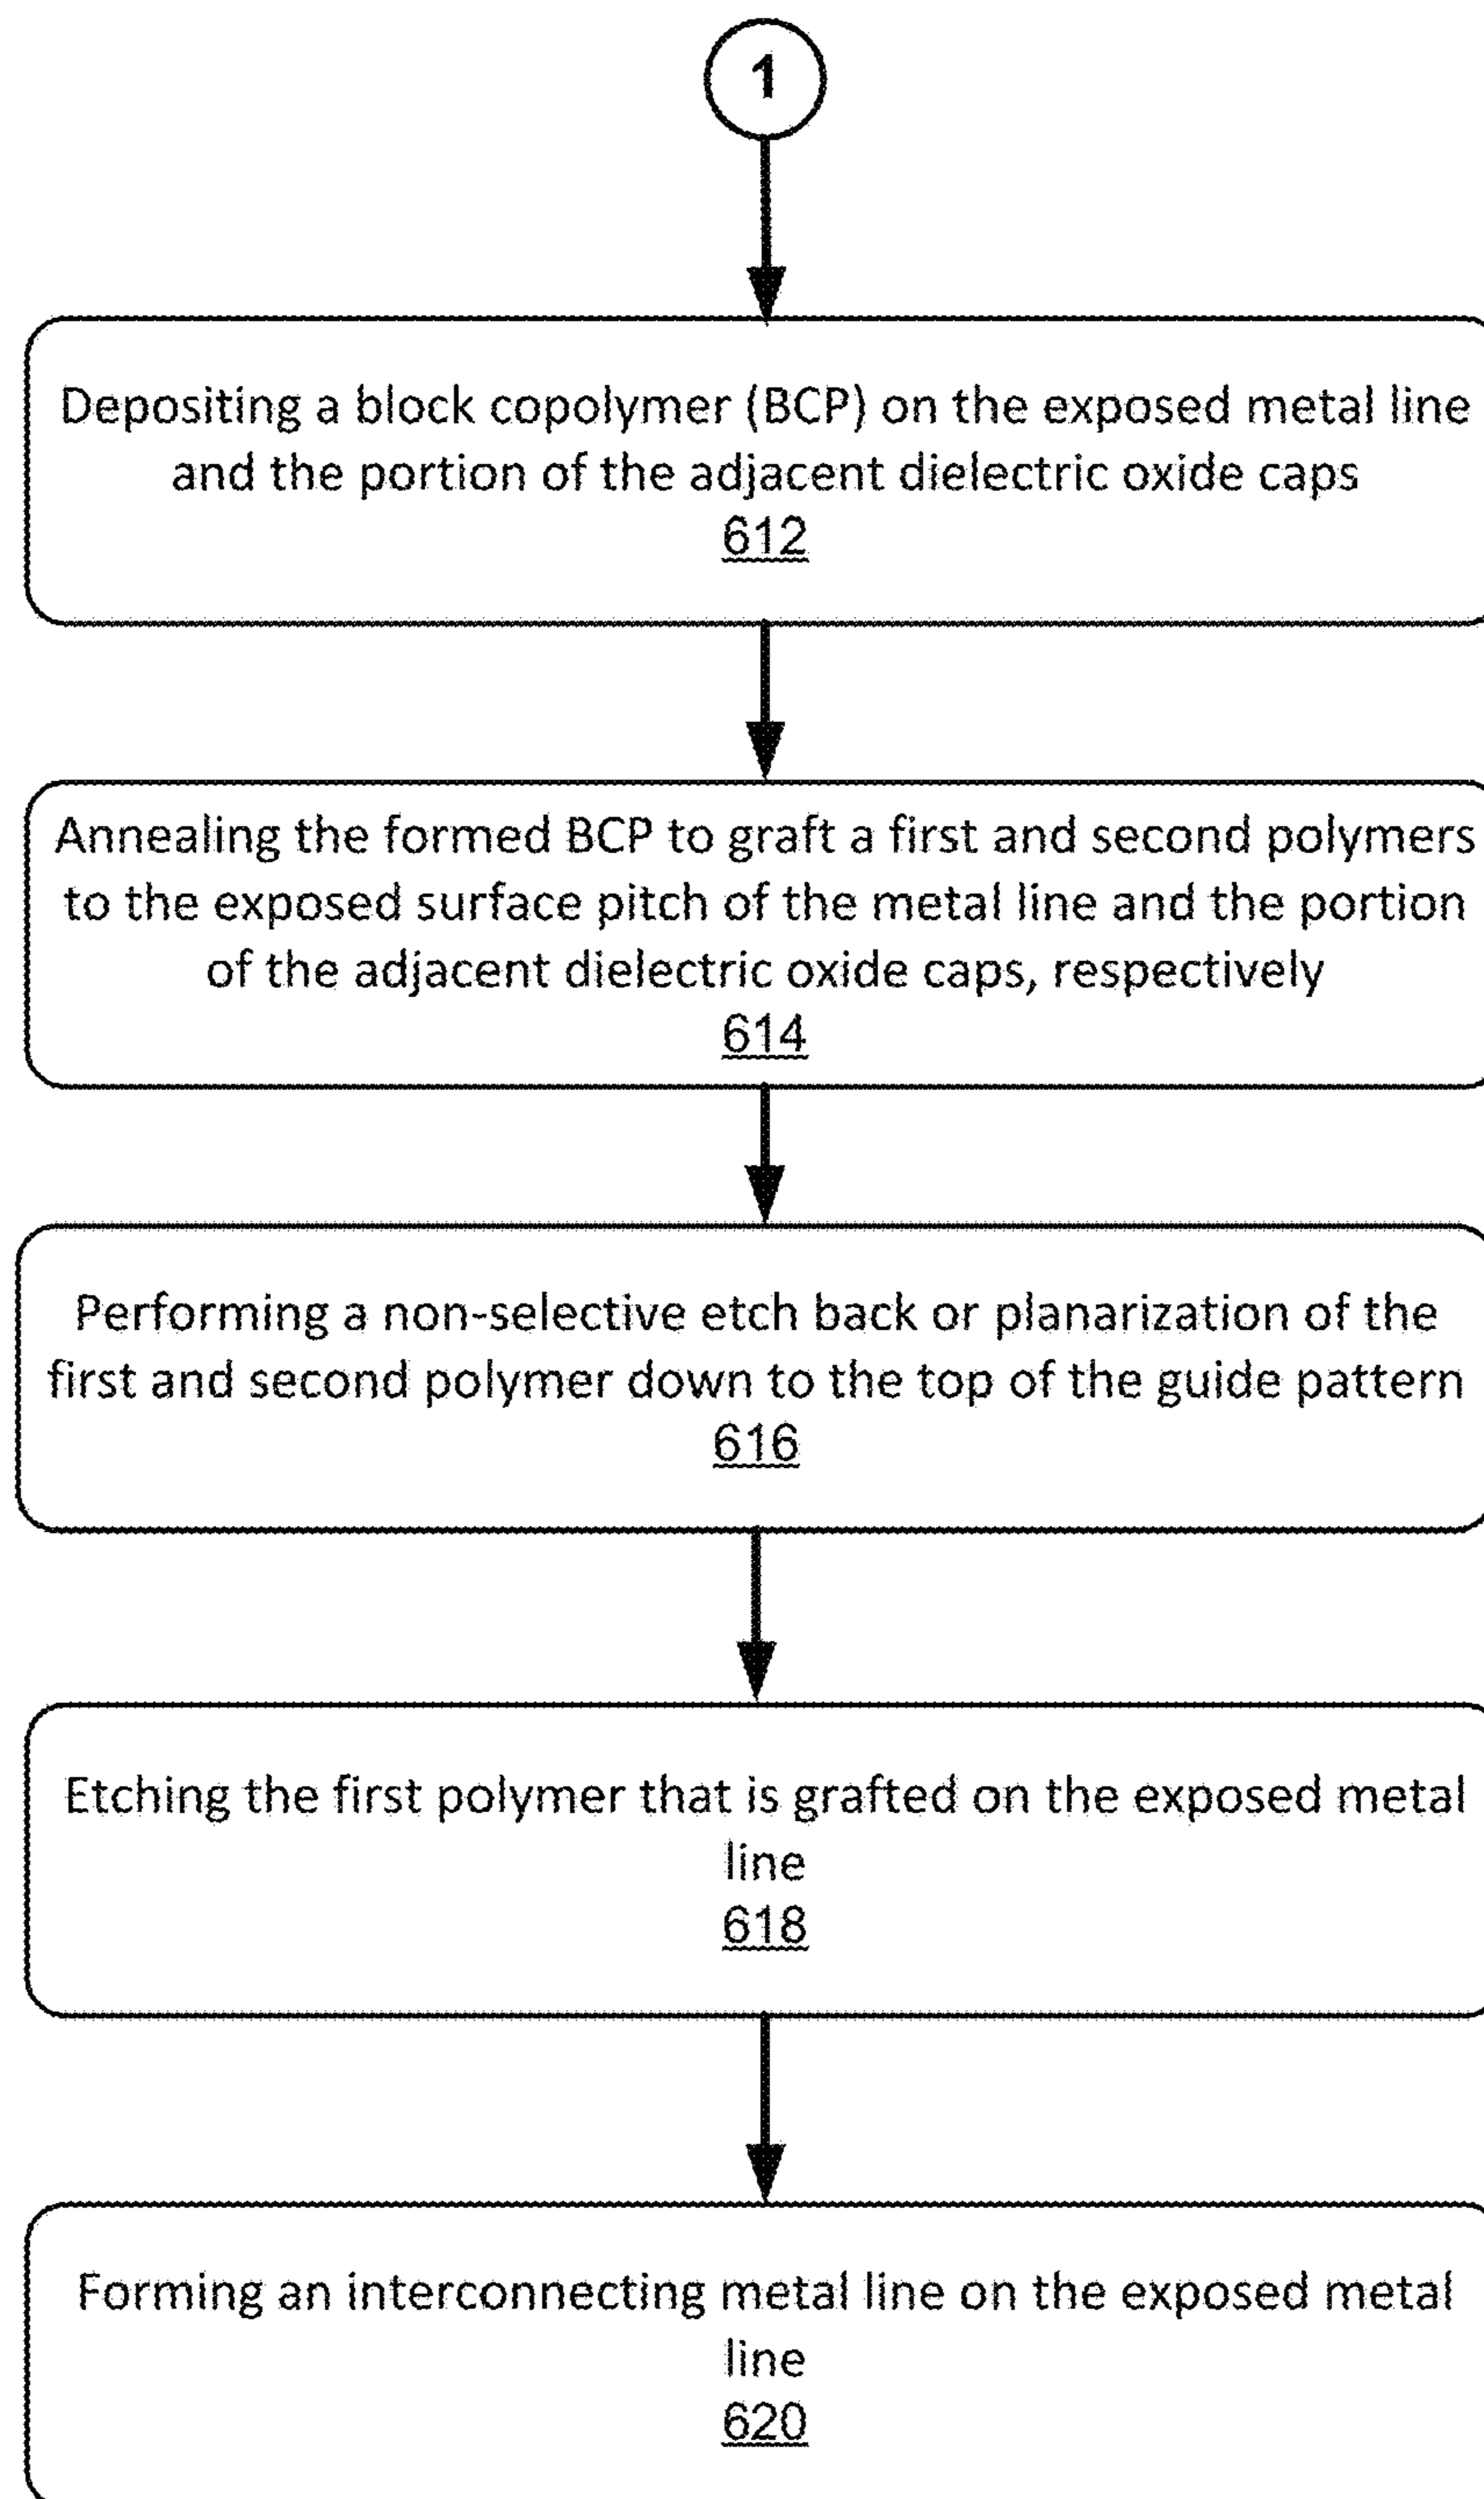 1
Depositing a block copolymer (BCP) on the exposed metal line
and the portion of the adjacent dielectric oxide caps
612
Annealing the formed BCP to graft a first and second polymers
to the exposed surface pitch of the metal line and the portion
of the adjacent dielectric oxide caps, respectively
614
Performing a non-selective etch back or planarization of the
first and second polymer down to the top of the guide pattern
616
Etching the first polymer that is grafted on the exposed metal
line
618
Forming an interconnecting metal line on the exposed metal
line
620